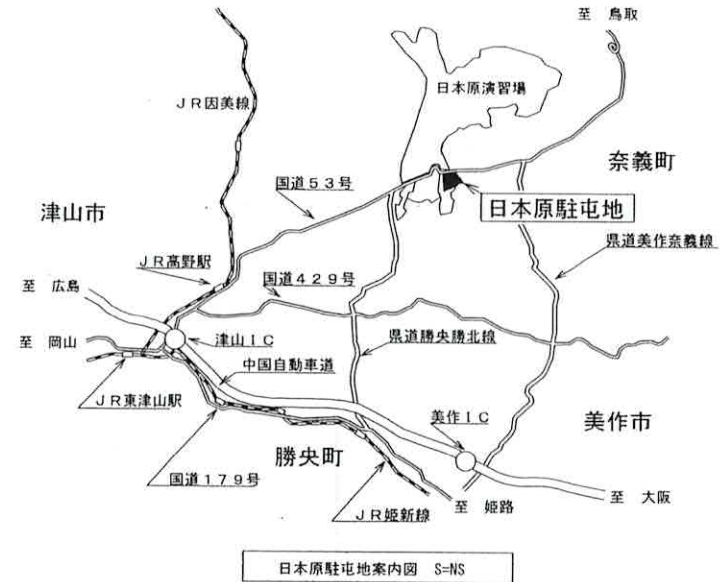 至 鳥取
日本原演習場
JR因美線
奈義町
国道53号
日本原駐屯地
津山市
県道美作奈義線
JR高野駅
国道429号
至 広島
至 岡山
津山IC
県道勝央勝北線
中国自動車道
JR東津山駅
美作IC
美作市
勝央町
国道179号
至 大阪
至 姫路
JR姫新線
日本原駐屯地案内図 S=NS